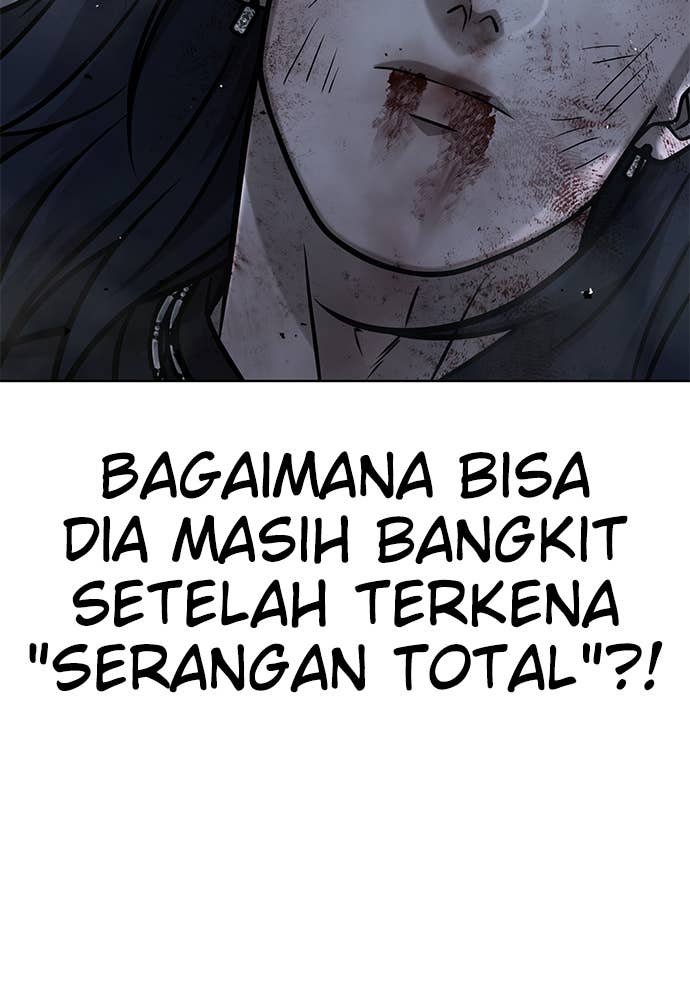 BAGAIMANA BISA
DIA MASIH BANGKIT
SETELAH TERKENA
"SERANGAN TOTAL"?!